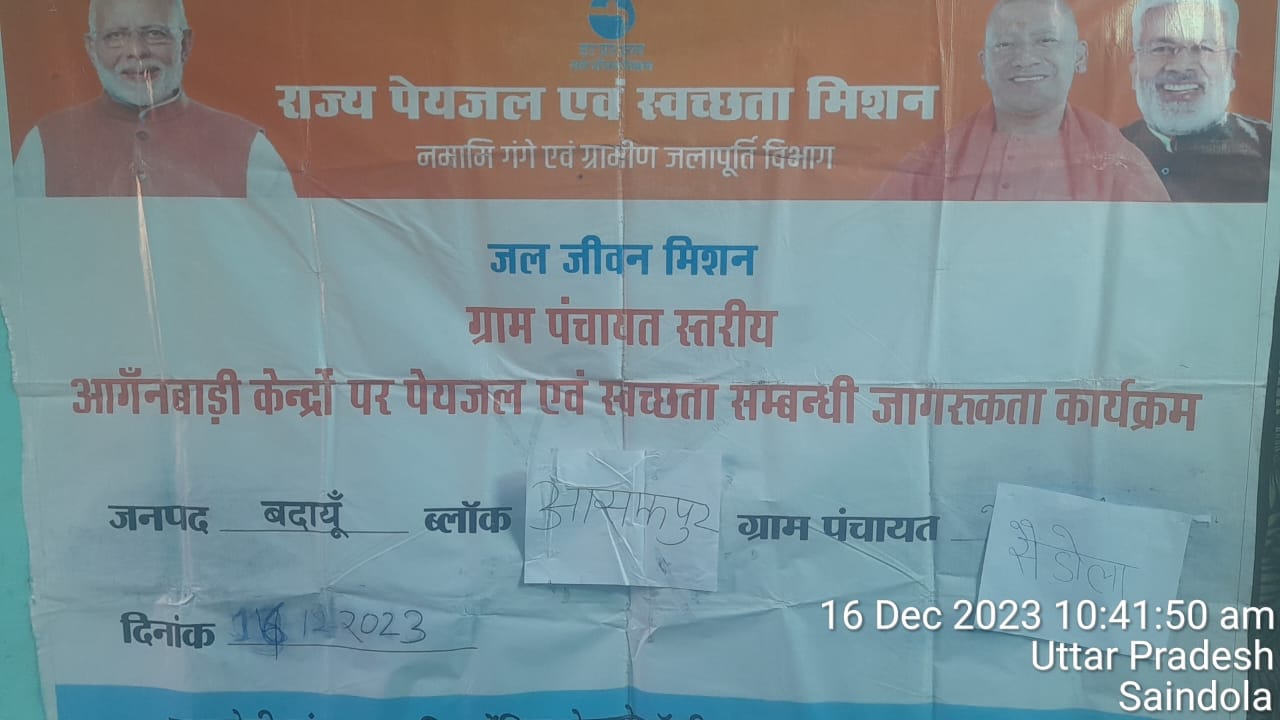 राज्य पेयजल एवं स्वच्छता मिशन
नमामि गंगे एवं ग्रामीण जलापूर्ति विभाग
जल जीवन मिशन
ग्राम पंचायत स्तरीय
आगँनबाड़ी केन्द्रों पर पेयजल एवं स्वच्छता सम्बन्धी जागरुकता कार्यक्रम
जनपद बदायूँ ब्लॉक आसफपुर ग्राम पंचायत सैडोला
दिनांक 16 12 2023
16 Dec 2023 10:41:50 am
Uttar Pradesh
Saindola